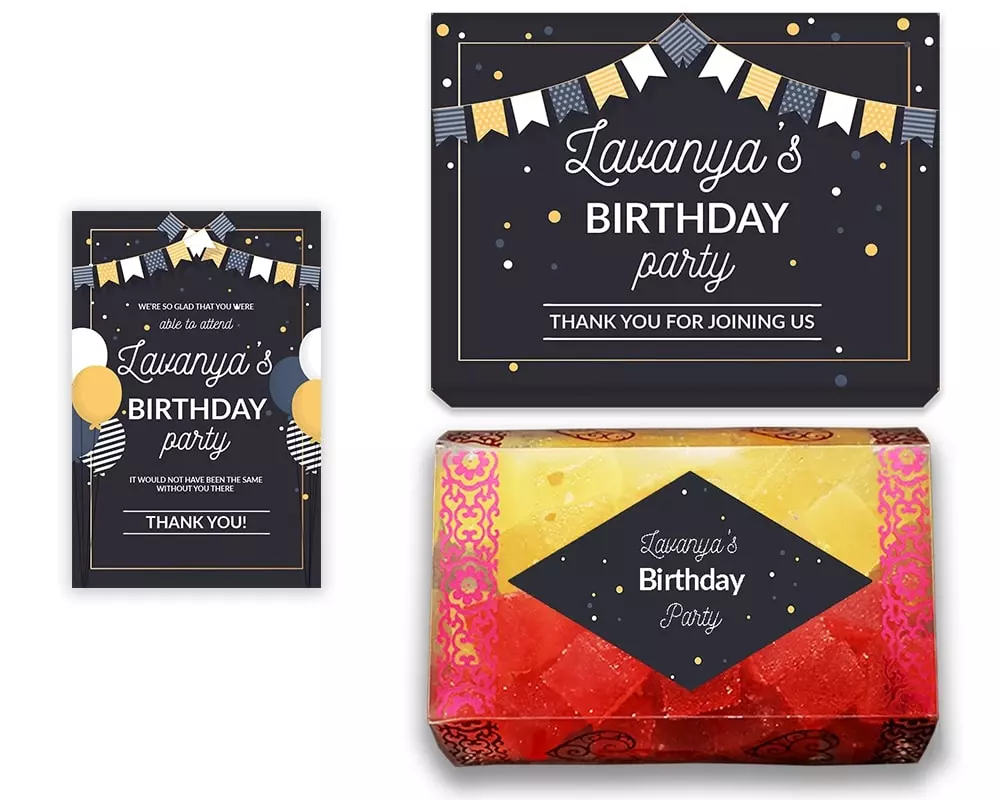 WE'RE SO GLAD THAT YOU WERE
able to attend
Lavanya's
BIRTHDAY
party
IT WOULD NOT HAVE BEEN THE SAME
WITHOUT YOU THERE
THANK YOU!
Lavanya's
BIRTHDAY
party
THANK YOU FOR JOINING US
Lavanya's
Birthday
Party